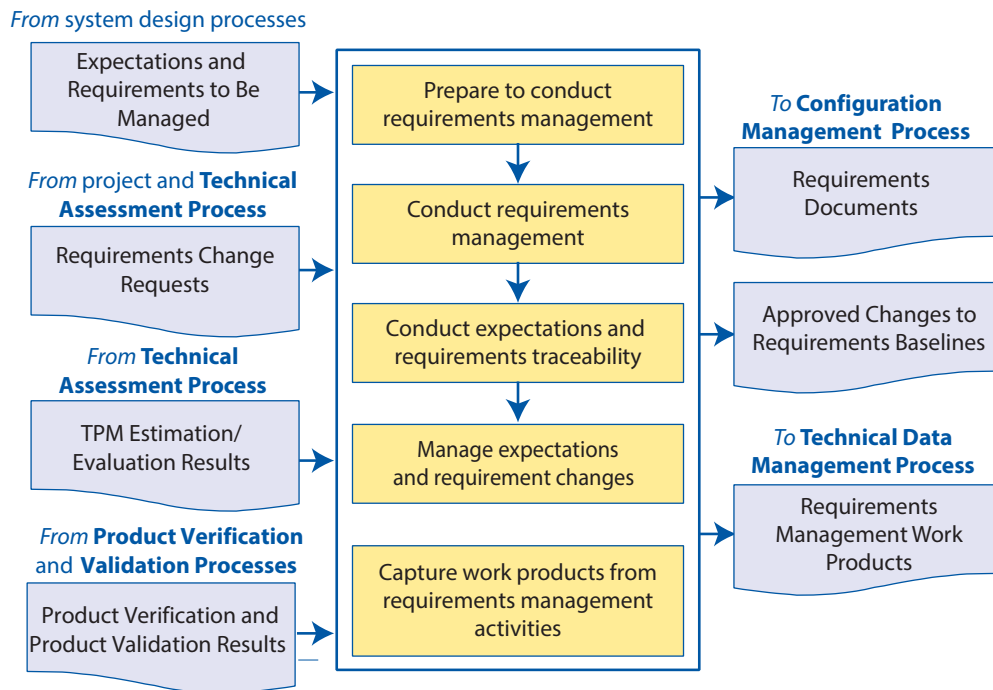 From system design processes
Expectations and
Requirements to Be
Managed
From project and Technical
Assessment Process
Requirements Change
Requests
From Technical
Assessment Process
TPM Estimation/
Evaluation Results
From Product Verification
and Validation Processes
Product Verification and
Product Validation Results
Prepare to conduct
requirements management
Conduct requirements
management
Conduct expectations and
requirements traceability
Manage expectations
and requirement changes
Capture work products from
requirements management
activities
To Configuration
Management Process
Requirements
Documents
Approved Changes to
Requirements Baselines
To Technical Data
Management Process
Requirements
Management Work
Products